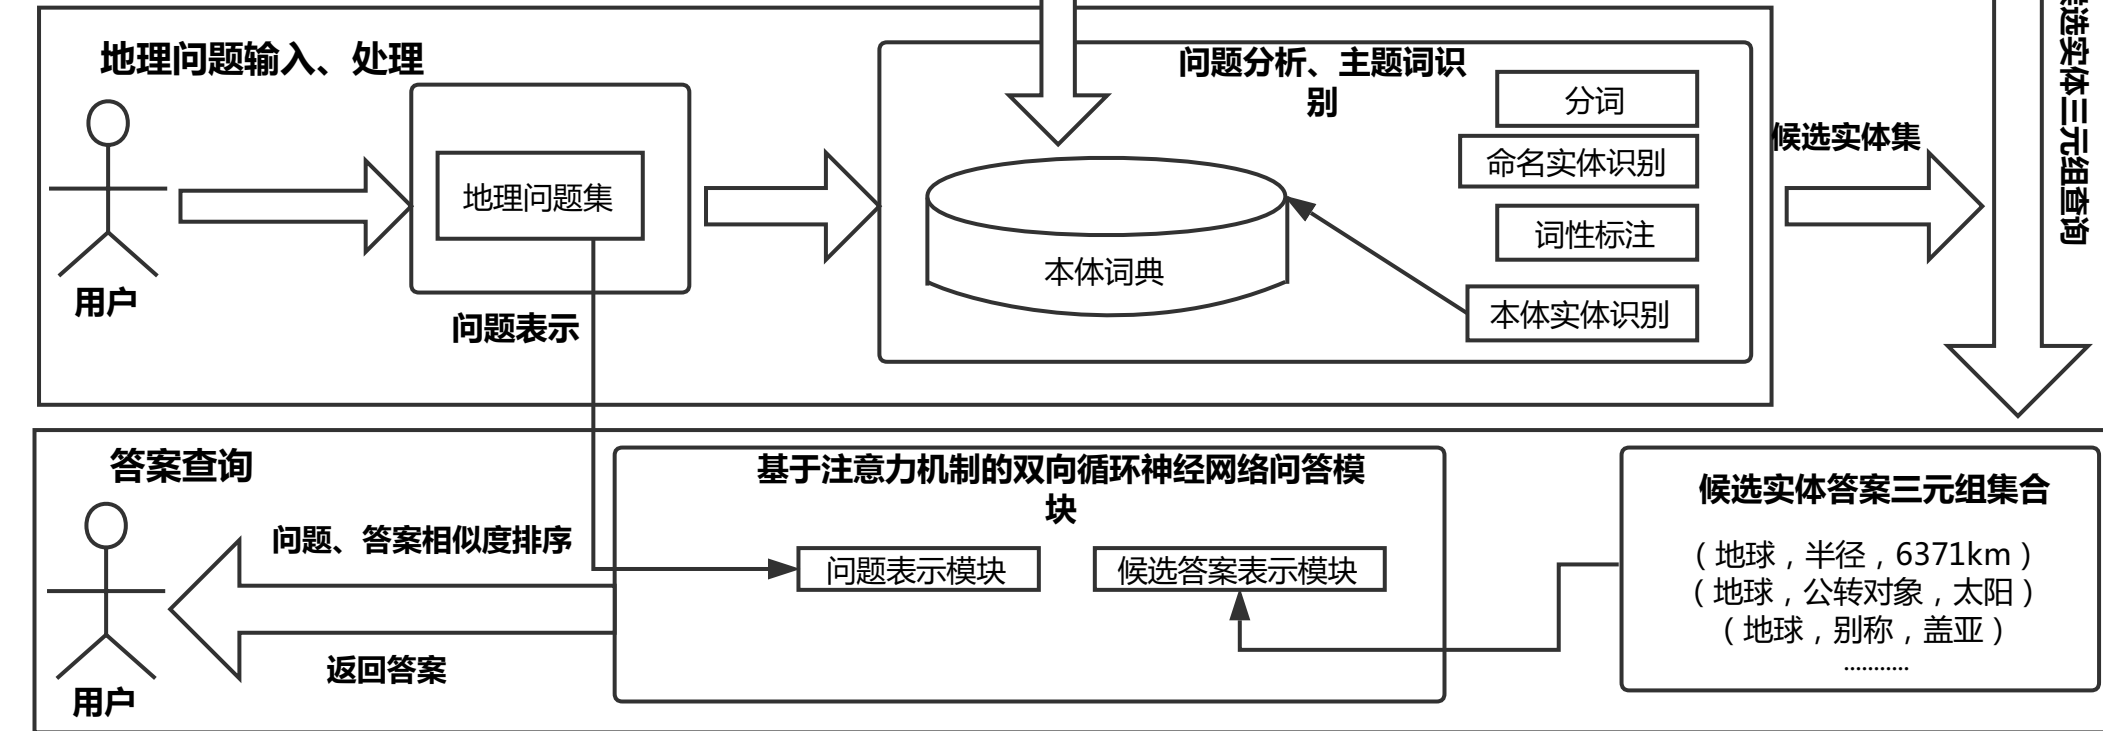 地理问题输入、处理
用户
地理问题集
问题表示
问题分析、主题词识
别
分词
命名实体识别
词性标注
本体实体识别
本体词典
候选实体集
选实体三元组查询
答案查询
用户
问题、答案相似度排序
返回答案
基于注意力机制的双向循环神经网络问答模
块
问题表示模块
候选答案表示模块
候选实体答案三元组集合
（地球，半径，6371km）
（地球，公转对象，太阳）
（地球，别称，盖亚）
...........